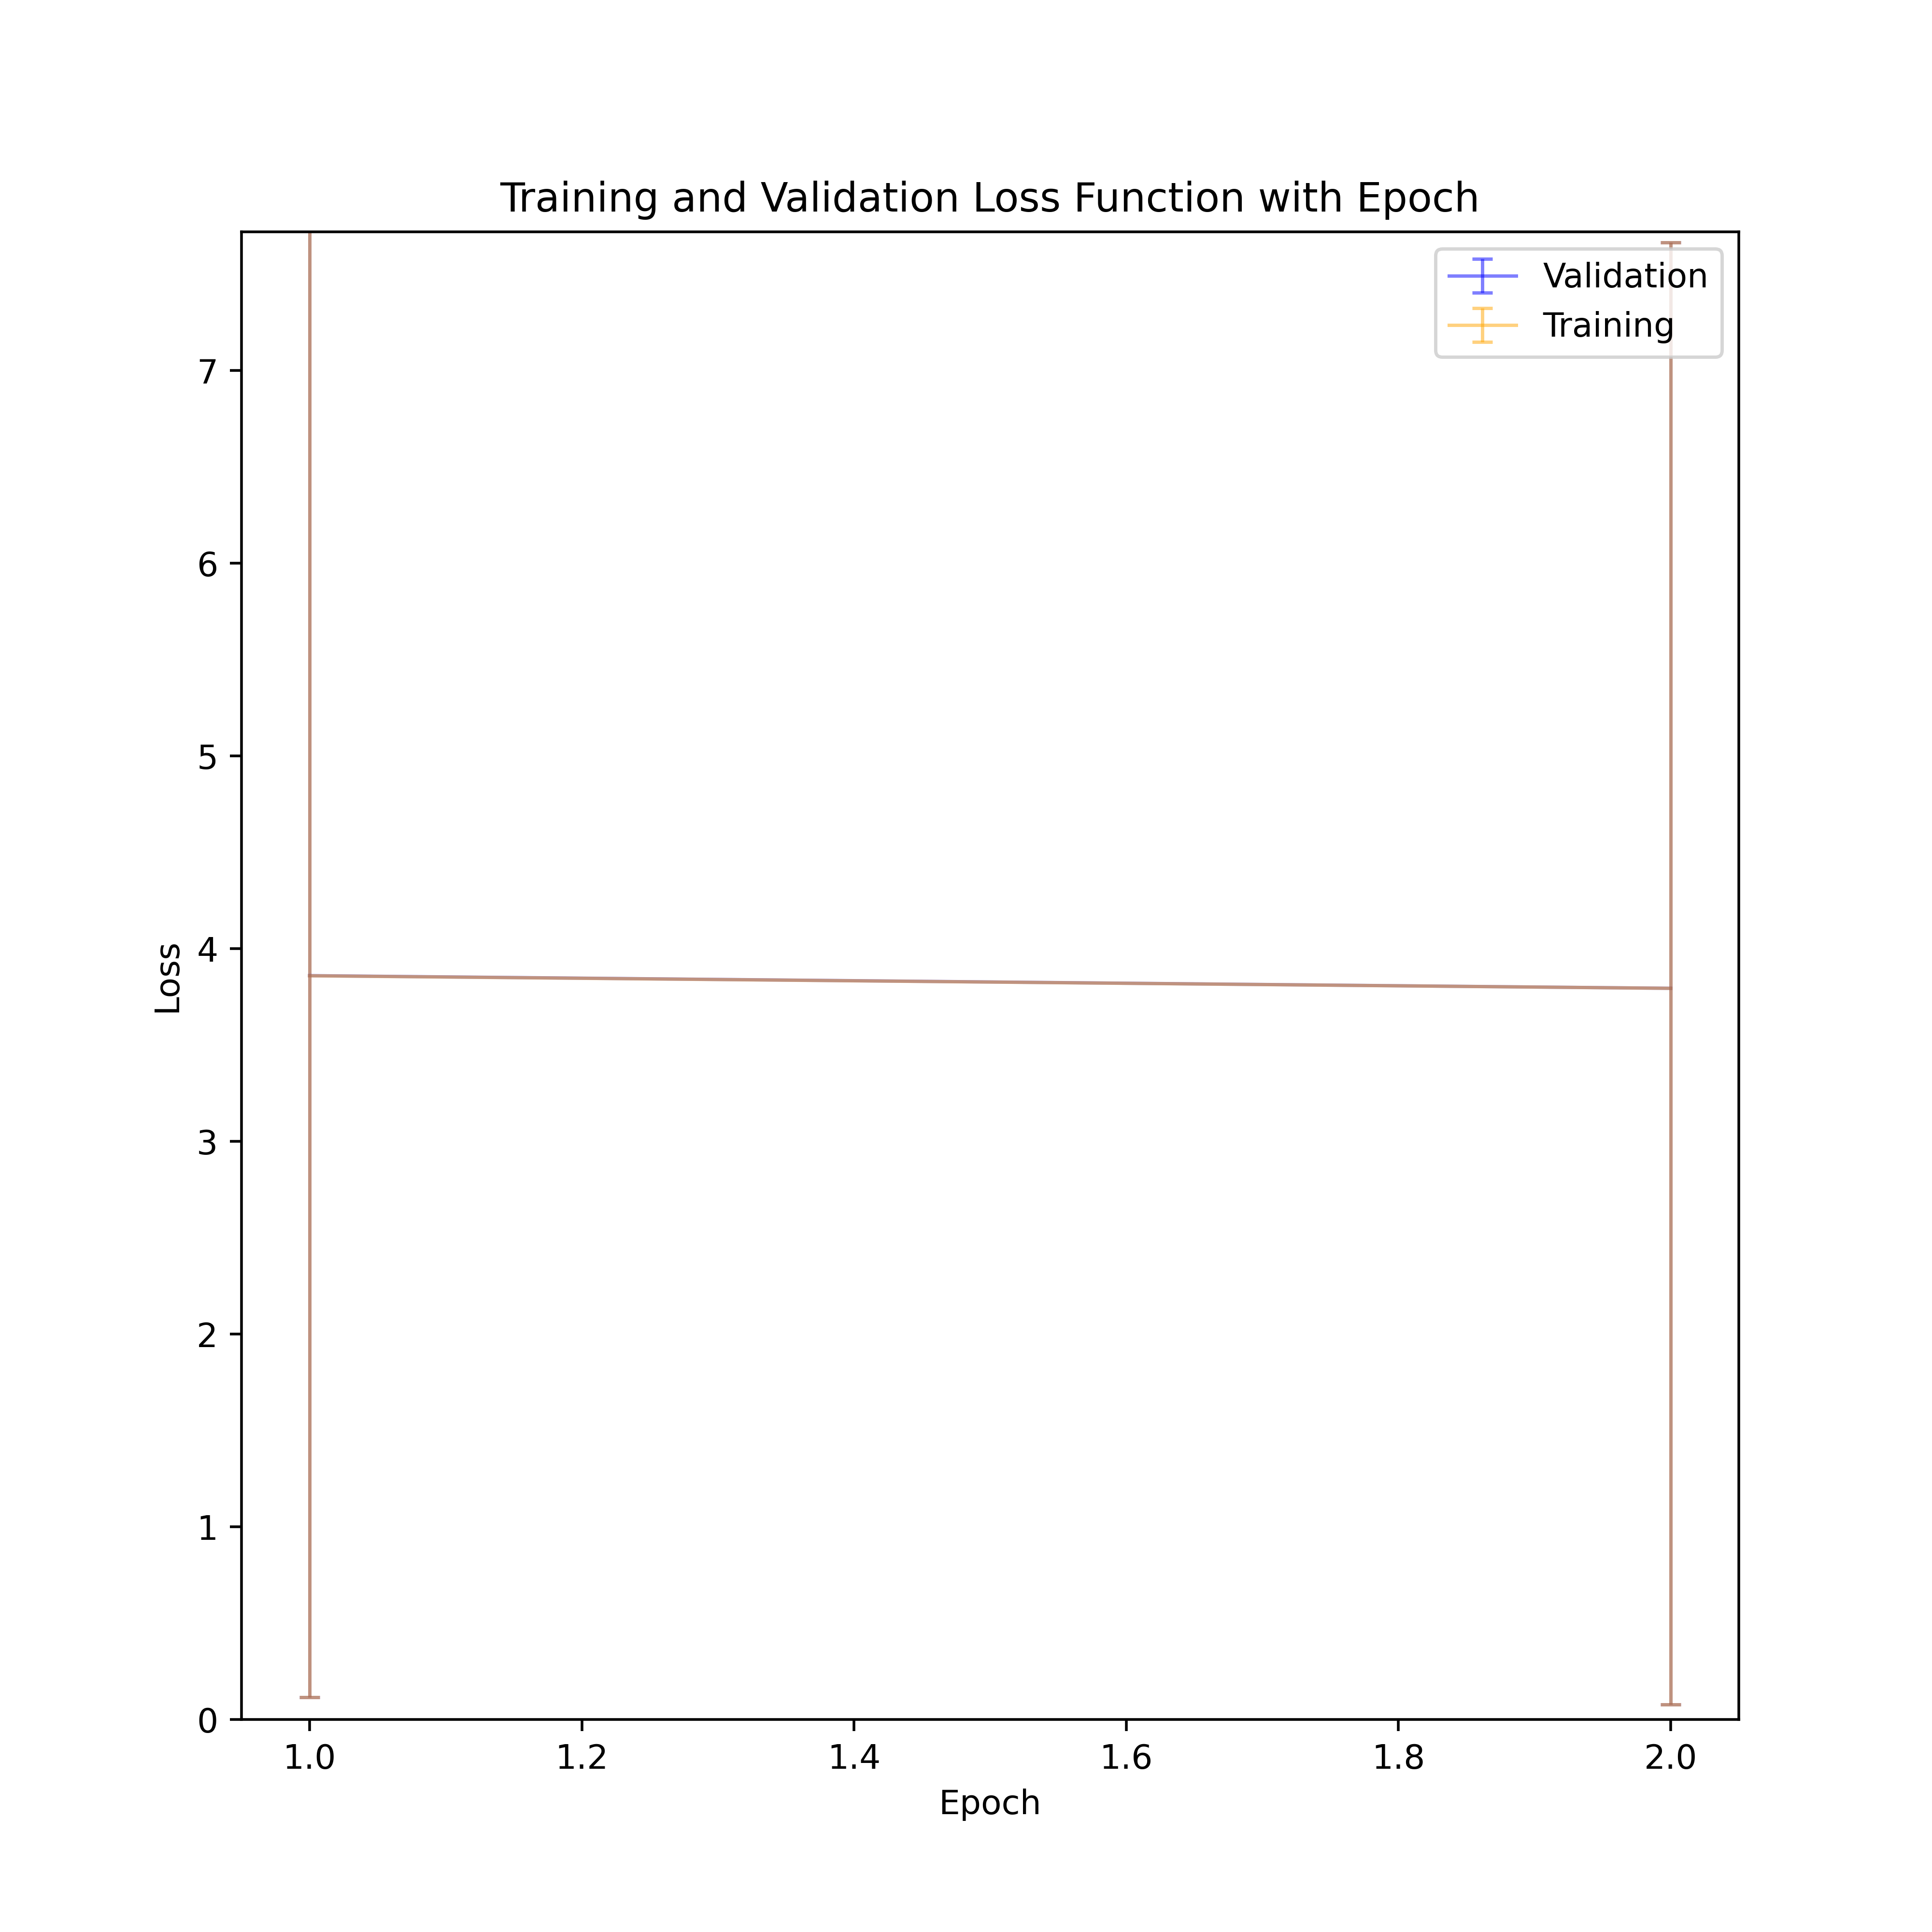 Training and Validation Loss Function with Epoch
Validation
Training
7
6
5
4
3
2
1
0
Loss
1.0 1.2 1.4 1.6 1.8 2.0
Epoch